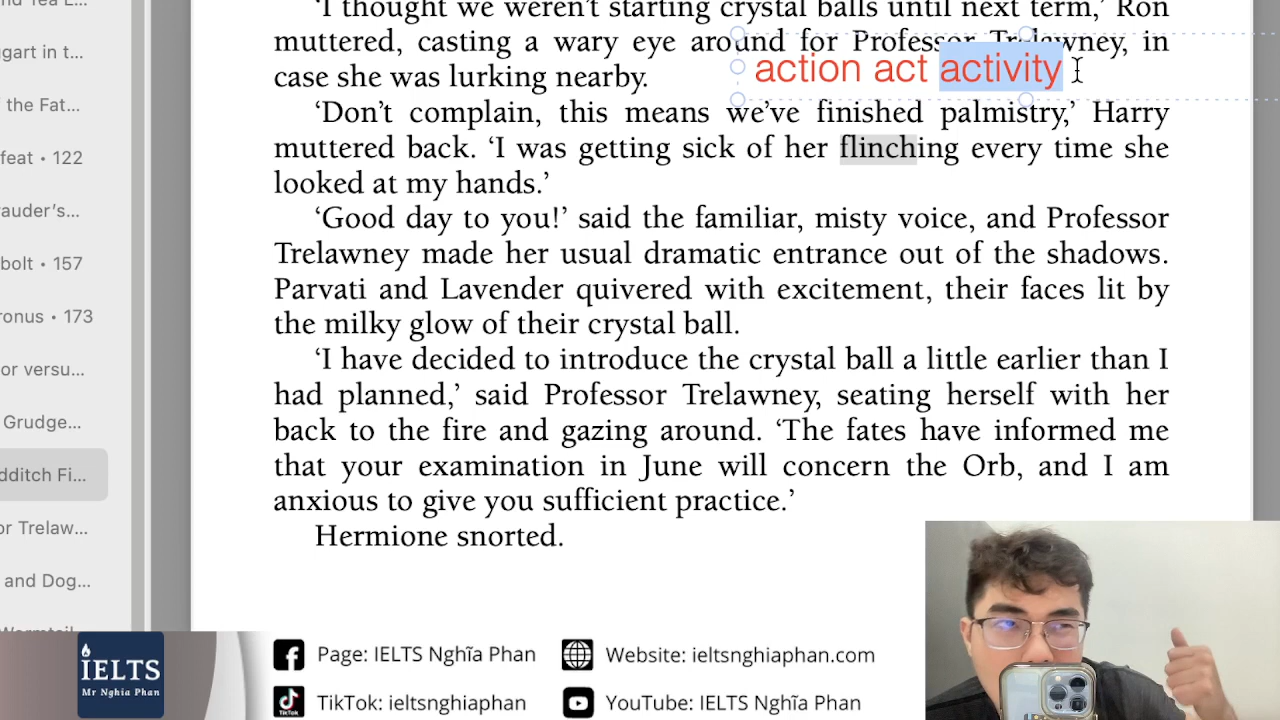 'I thought we weren't starting crystal balls until next term,' Ron
muttered, casting a wary eye around for Professor Trelawney, in
action act activity
case she was lurking nearby.
'Don't complain, this means we've finished palmistry,' Harry
muttered back. 'I was getting sick of her flinching every time she
looked at my hands.'
'Good day to you!' said the familiar, misty voice, and Professor
Trelawney made her usual dramatic entrance out of the shadows.
Parvati and Lavender quivered with excitement, their faces lit by
the milky glow of their crystal ball.
'I have decided to introduce the crystal ball a little earlier than I
had planned,' said Professor Trelawney, seating herself with her
back to the fire and gazing around. 'The fates have informed me
that your examination in June will concern the Orb, and I am
anxious to give you sufficient practice.'
Hermione snorted.
ggart in t...
the Fat...
feat • 122
rauder's...
bolt • 157
ronus • 173
or versu...
Grudge...
dditch Fi...
or Trelaw...
and Dog...
IELTS
Mr Nghia Phan
Page: IELTS Nghĩa Phan
Website: ieltsnghiaphan.com
TikTok: ieltsnghiaphan
YouTube: IELTS Nghĩa Phan